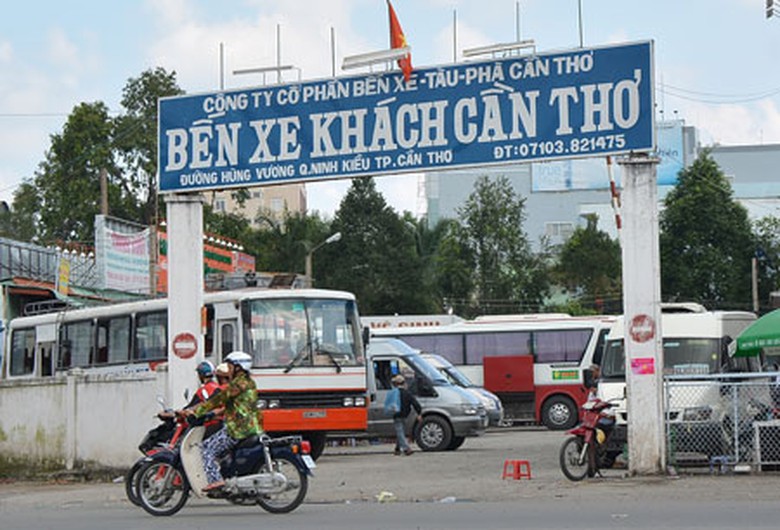 CÔNG TY CỔ PHẦN BẾN XE-TÀU-PHÀ CẦN THƠ
BẾN XE KHÁCH CẦN THƠ
ĐƯỜNG HÙNG VƯƠNG Q.NINH KIỀU TP.CẦN THƠ ĐT:07103.821475